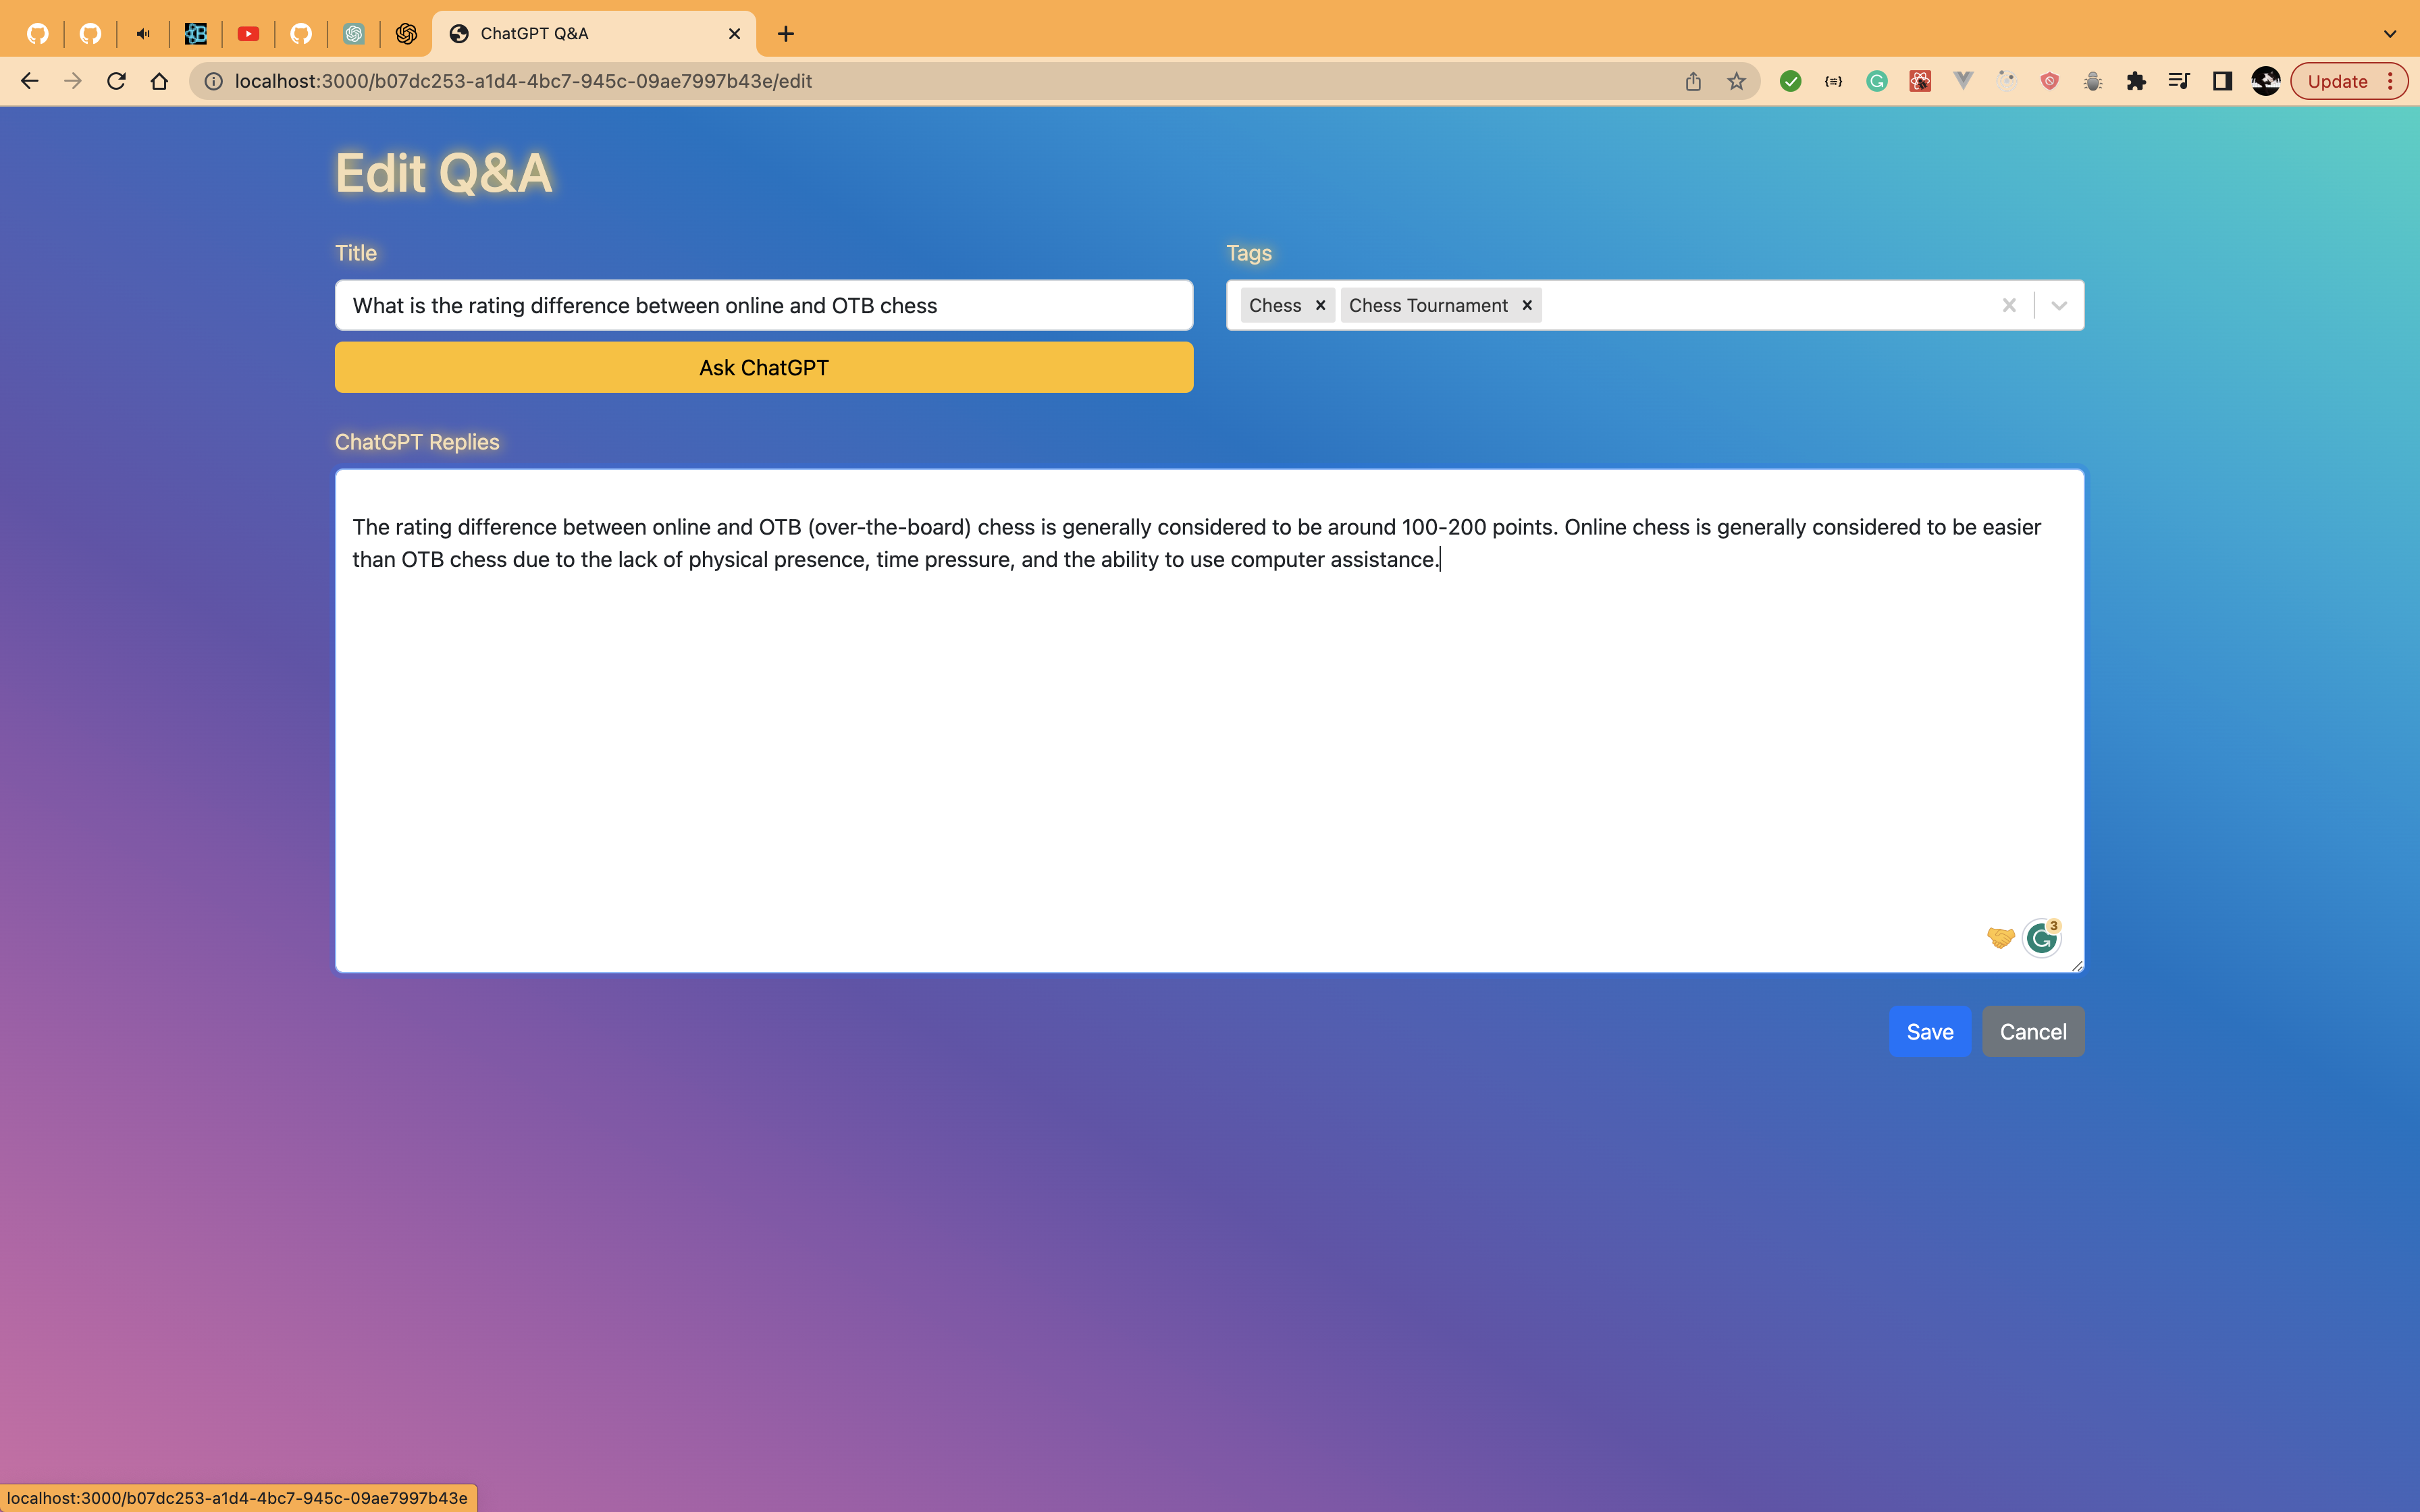 ChatGPT Q&A
localhost:3000/b07dc253-a1d4-4bc7-945c-09ae7997b43e/edit
Update
Edit Q&A
Title
Tags
What is the rating difference between online and OTB chess
Chess
Chess Tournament
Ask ChatGPT
ChatGPT Replies
The rating difference between online and OTB (over-the-board) chess is generally considered to be around 100-200 points. Online chess is generally considered to be easier
than OTB chess due to the lack of physical presence, time pressure, and the ability to use computer assistance.
3
Save
Cancel
localhost:3000/b07dc253-a1d4-4bc7-945c-09ae7997b43e